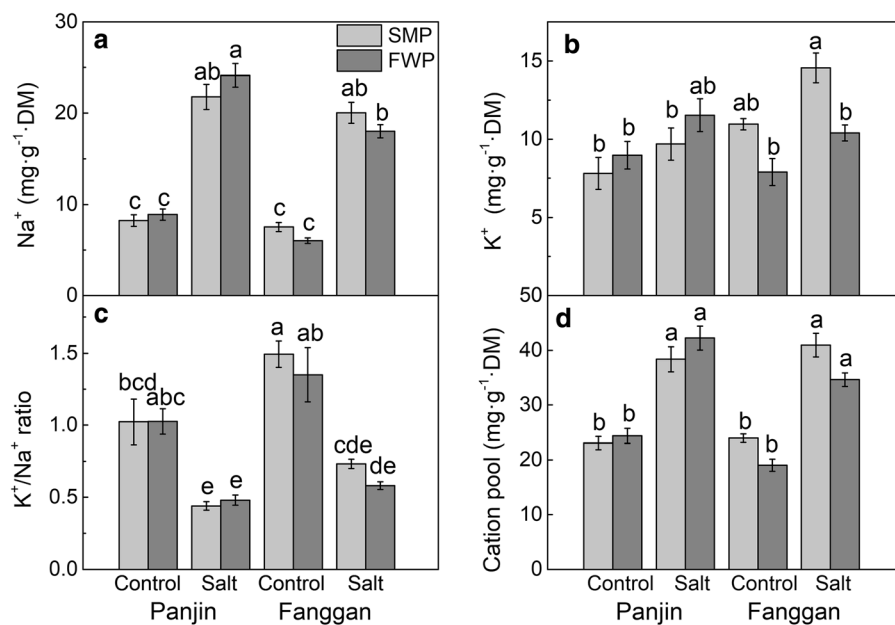 a
SMP
FWP
30
20
10
0
Na⁺ (mg·g⁻¹·DM)
c c ab a c c ab b
b
15
10
5
50
K⁺ (mg·g⁻¹·DM)
b b b ab ab b a b
c
1.5
1.0
0.5
0.0
K⁺/Na⁺ ratio
bcd abc e e a ab cde de
Control Salt Control Salt
Panjin Fanggan
d
40
30
20
10
0
Cation pool (mg·g⁻¹·DM)
b b a a b b a a
Control Salt Control Salt
Panjin Fanggan